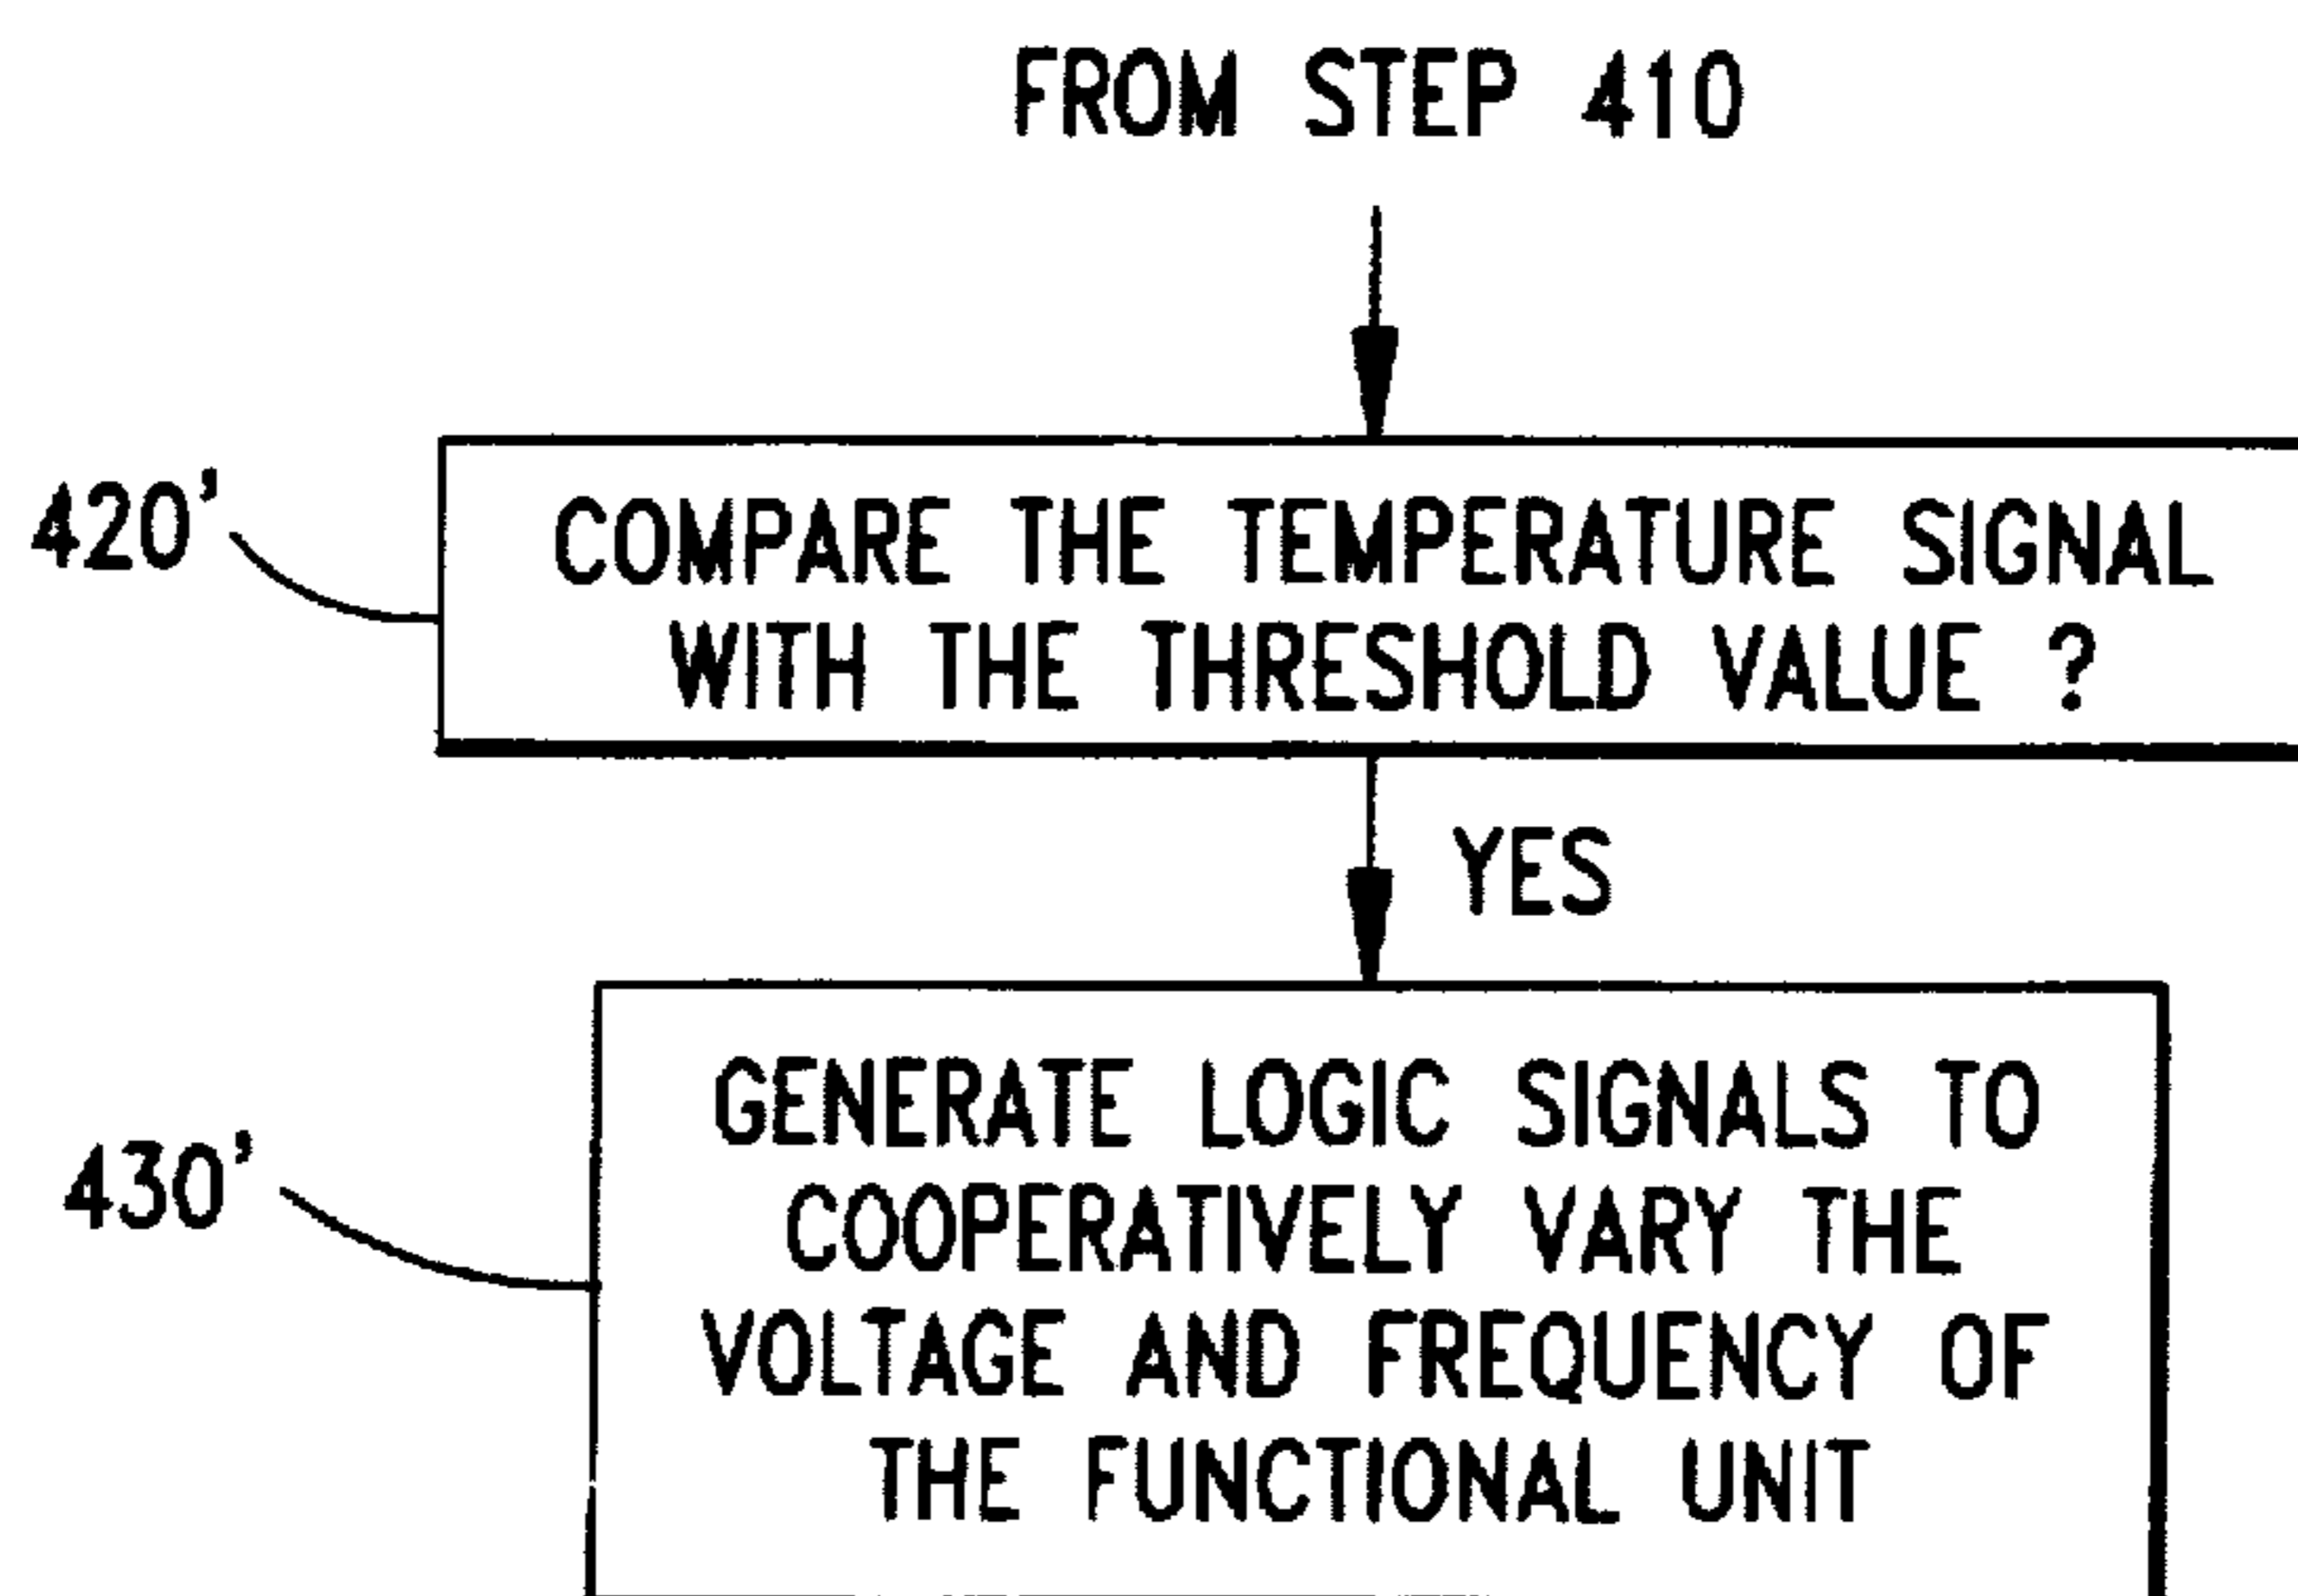 FROM STEP 410
420'
COMPARE THE TEMPERATURE SIGNAL
WITH THE THRESHOLD VALUE ?
YES
430'
GENERATE LOGIC SIGNALS TO
COOPERATIVELY VARY THE
VOLTAGE AND FREQUENCY OF
THE FUNCTIONAL UNIT